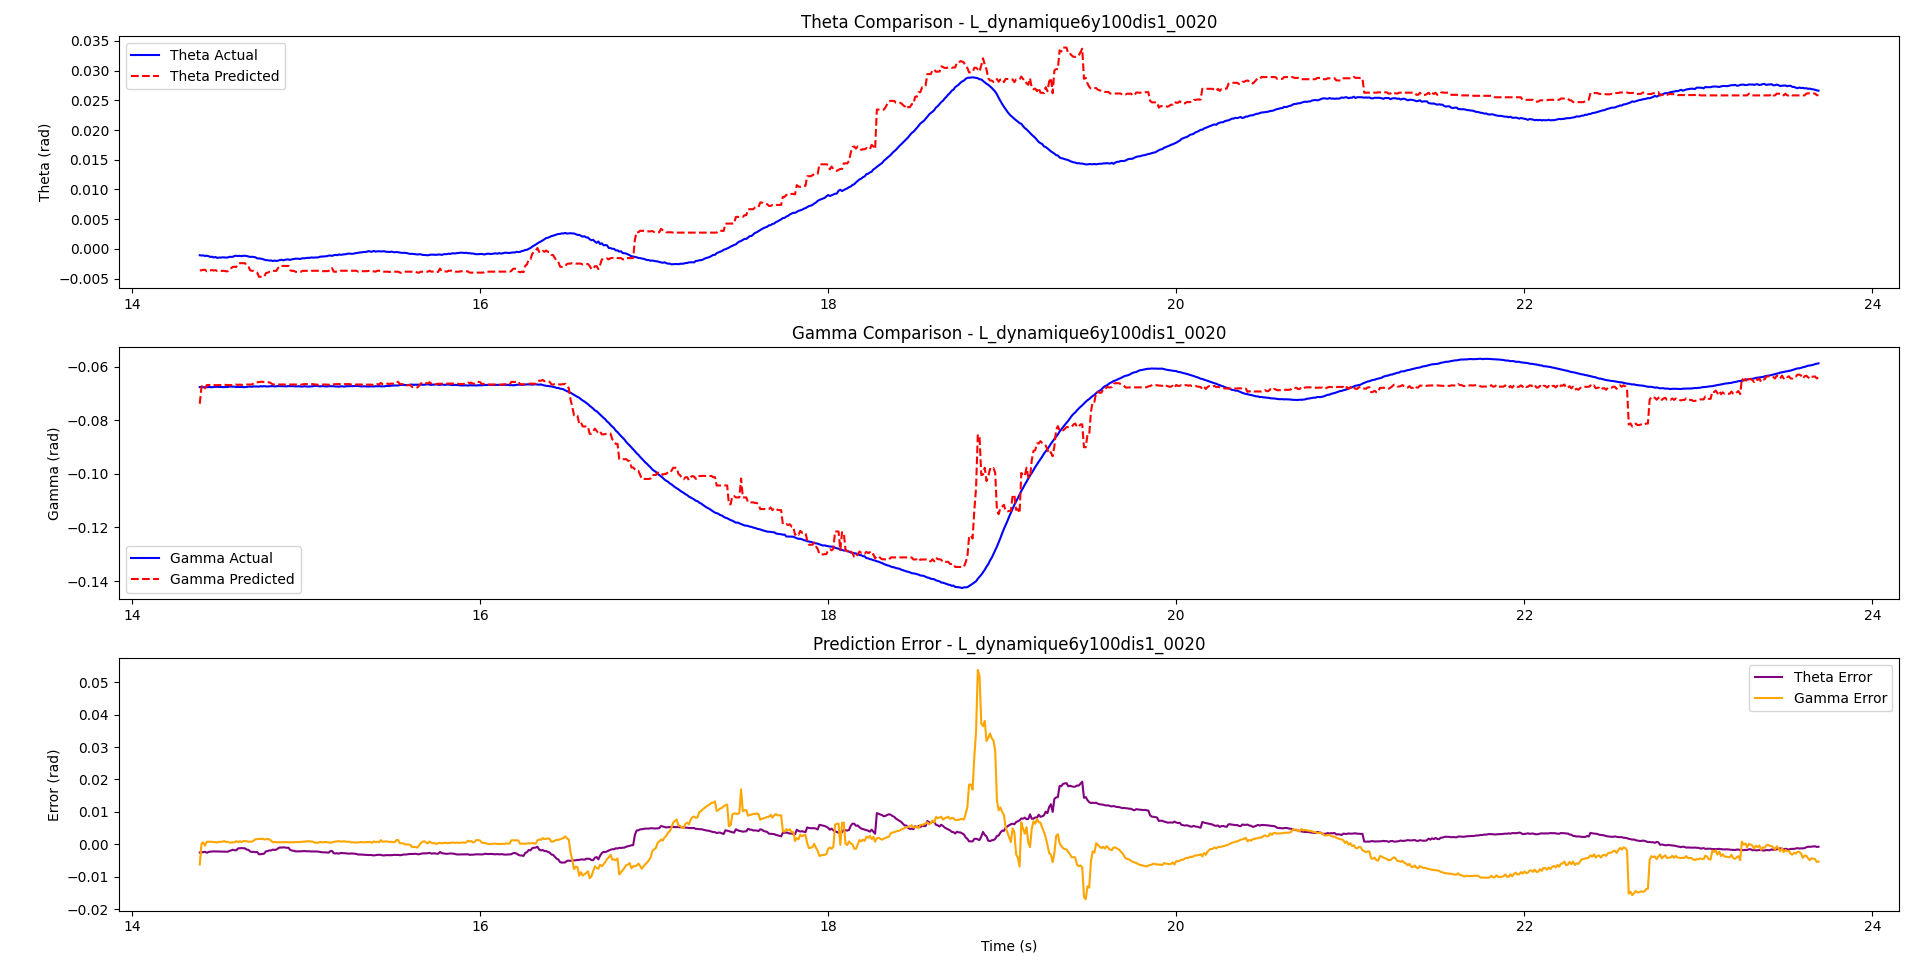 Theta Comparison - L_dynamique6y100dis1_0020
Theta Actual
Theta Predicted
Theta (rad)
0.035
0.030
0.025
0.020
0.015
0.010
0.005
0.000
−0.005
14 16 18 20 22 24
Gamma Comparison - L_dynamique6y100dis1_0020
Gamma (rad)
−0.06
−0.08
−0.10
−0.12
−0.14
Gamma Actual
Gamma Predicted
14 16 18 20 22 24
Prediction Error - L_dynamique6y100dis1_0020
Theta Error
Gamma Error
Error (rad)
0.05
0.04
0.03
0.02
0.01
0.00
−0.01
−0.02
14 16 18 20 22 24
Time (s)